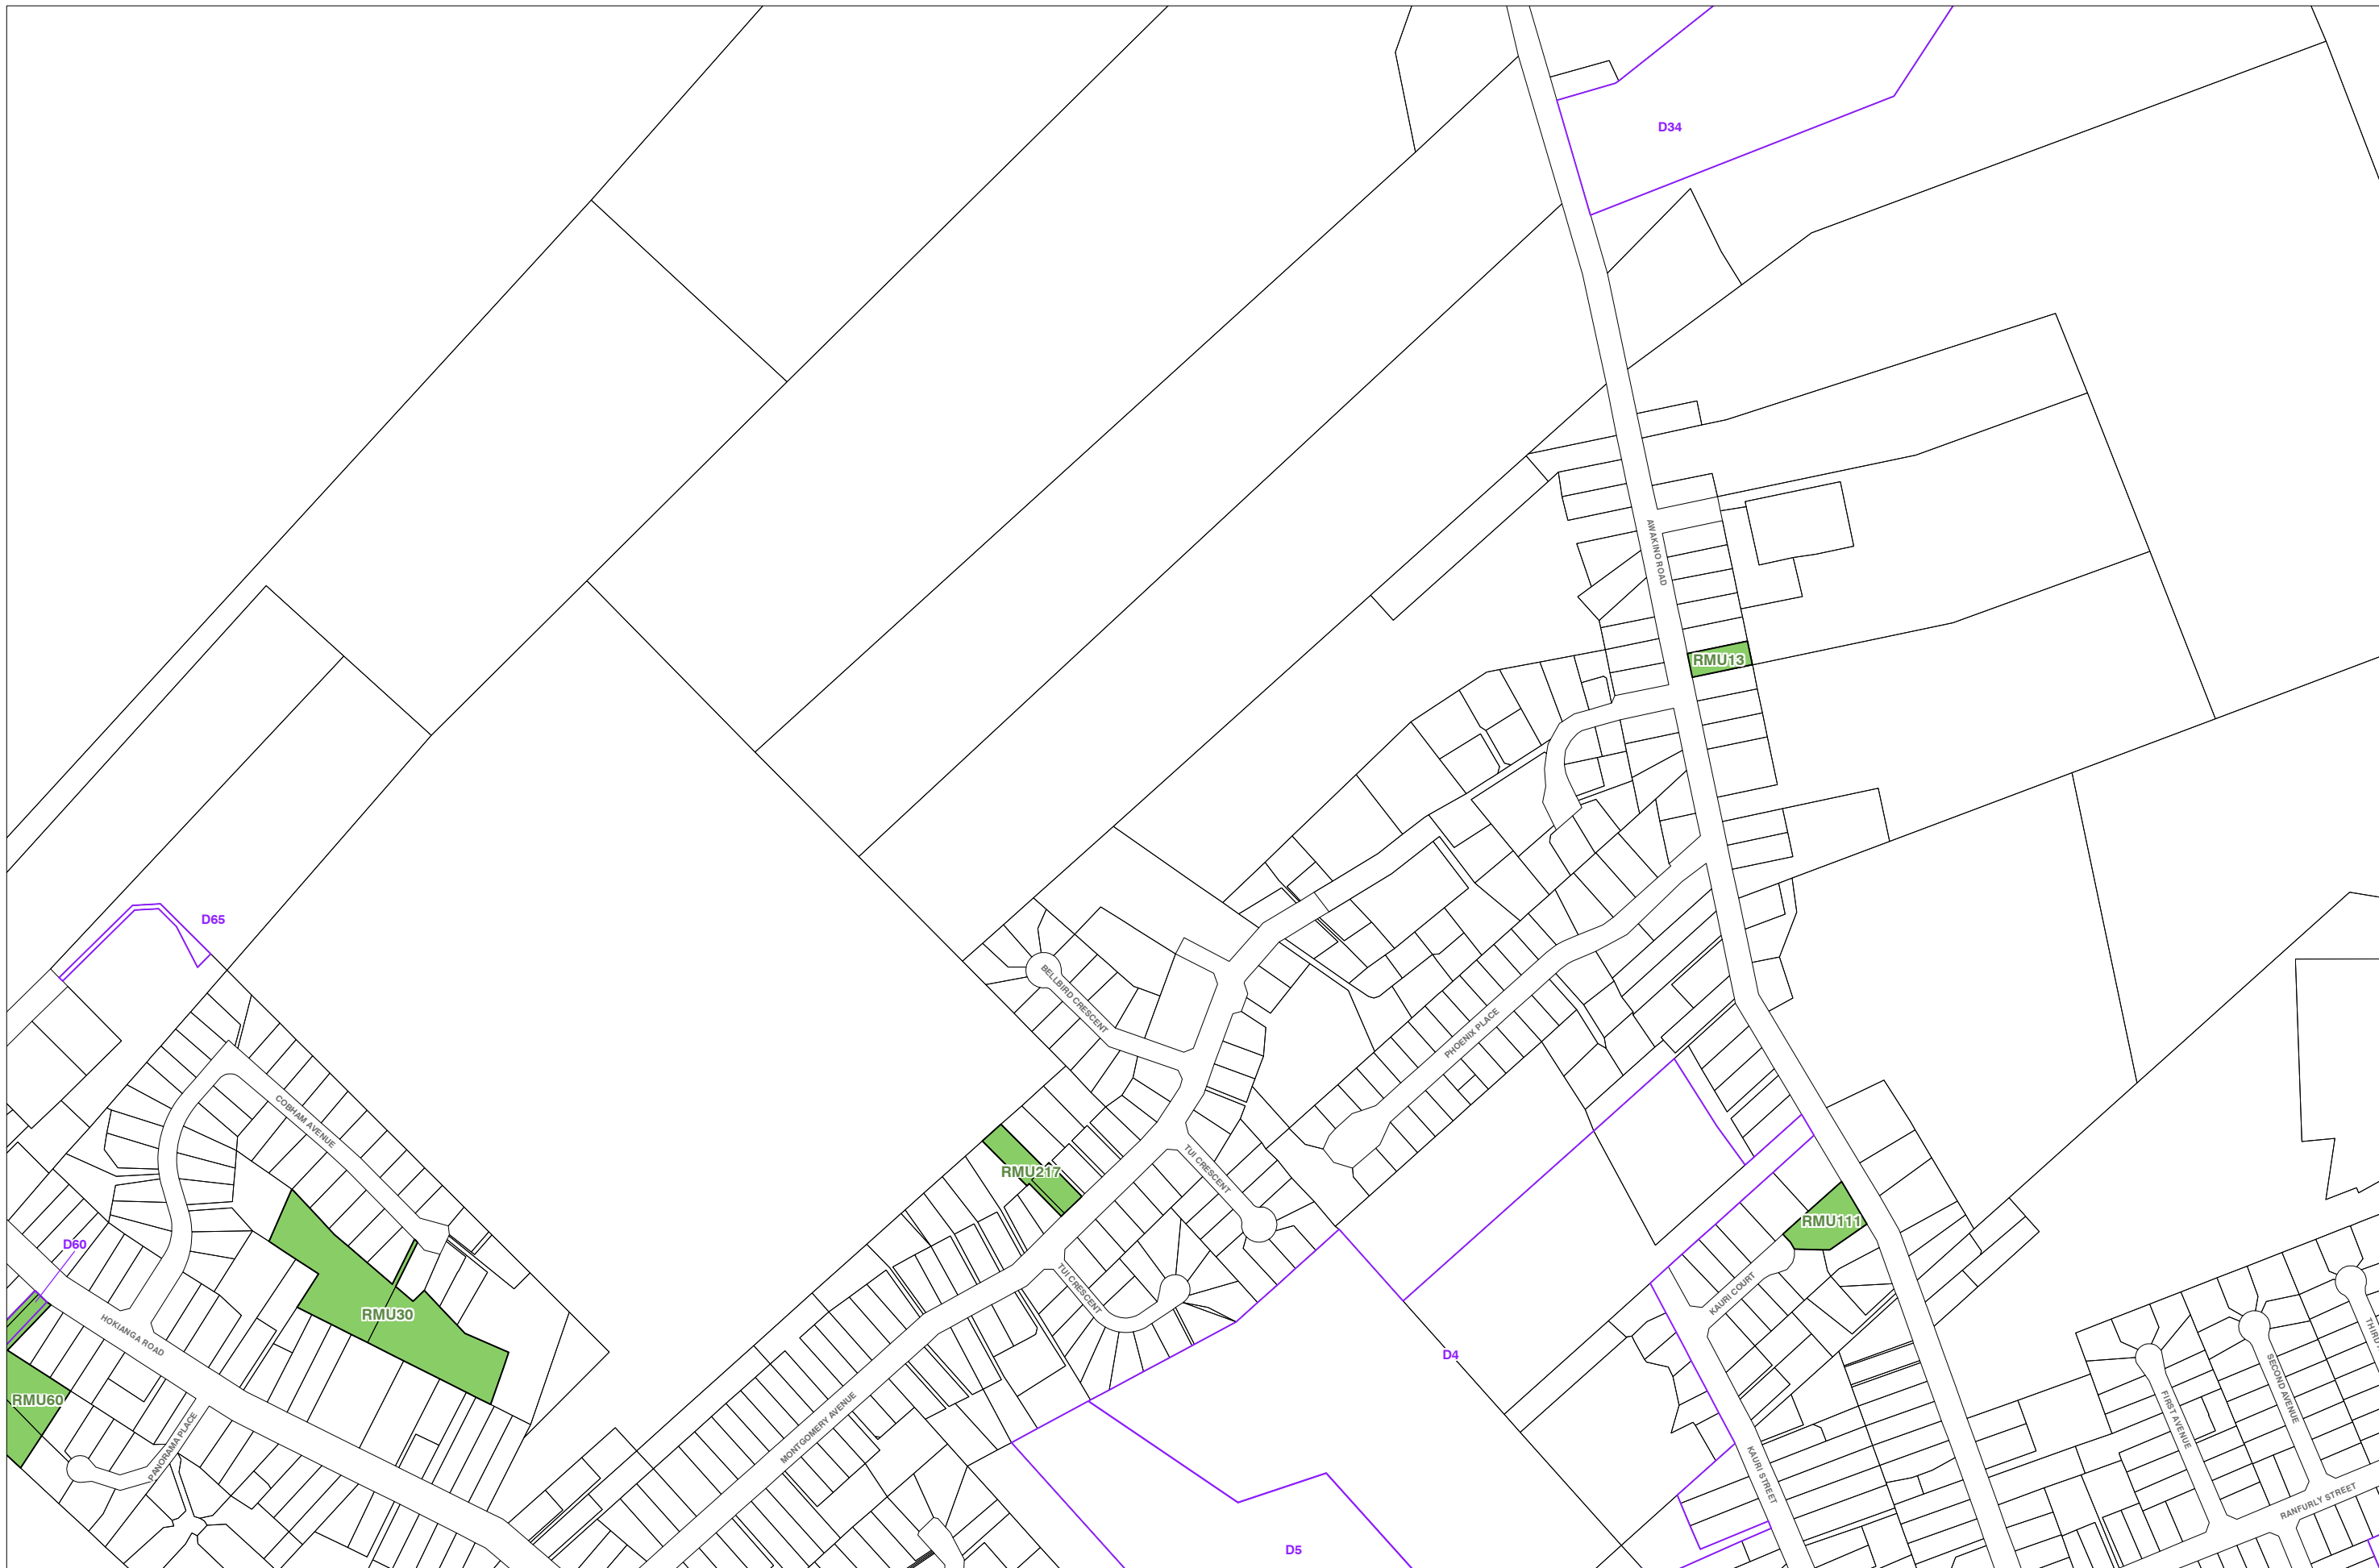 D34
AWAKINO ROAD
RMU13
D65
BELLBIRD CRESCENT
PHOENIX PLACE
COBHAM AVENUE
TUI CRESCENT
RMU217
RMU111
D60
TUI CRESCENT
KAURI COURT
RMU30
HOKIANGA ROAD
D4
SECOND AVENUE
RMU60
FIRST AVENUE
MONTGOMERY AVENUE
PANORAMA PLACE
KAURI STREET
RANFURLY STREET
D5